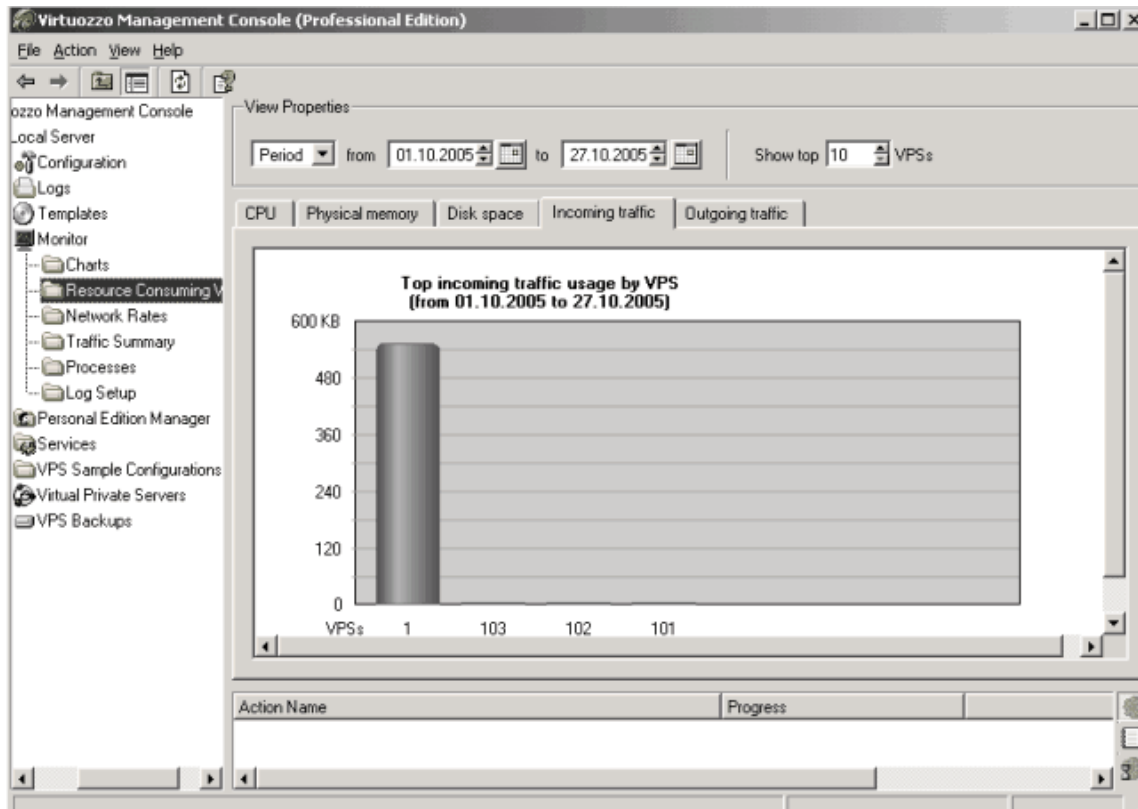 Virtuozzo Management Console (Professional Edition)
File Action View Help
ozzo Management Console
Local Server
Configuration
Logs
Templates
Monitor
Charts
Resource Consuming V
Network Rates
Traffic Summary
Processes
Log Setup
Personal Edition Manager
Services
VPS Sample Configurations
Virtual Private Servers
VPS Backups
View Properties
Period from 01.10.2005 to 27.10.2005 Show top 10 VPSs
CPU Physical memory Disk space Incoming traffic Outgoing traffic
Top incoming traffic usage by VPS
(from 01.10.2005 to 27.10.2005)
600 KB
480
360
240
120
0
VPSs 1 103 102 101
Action Name Progress